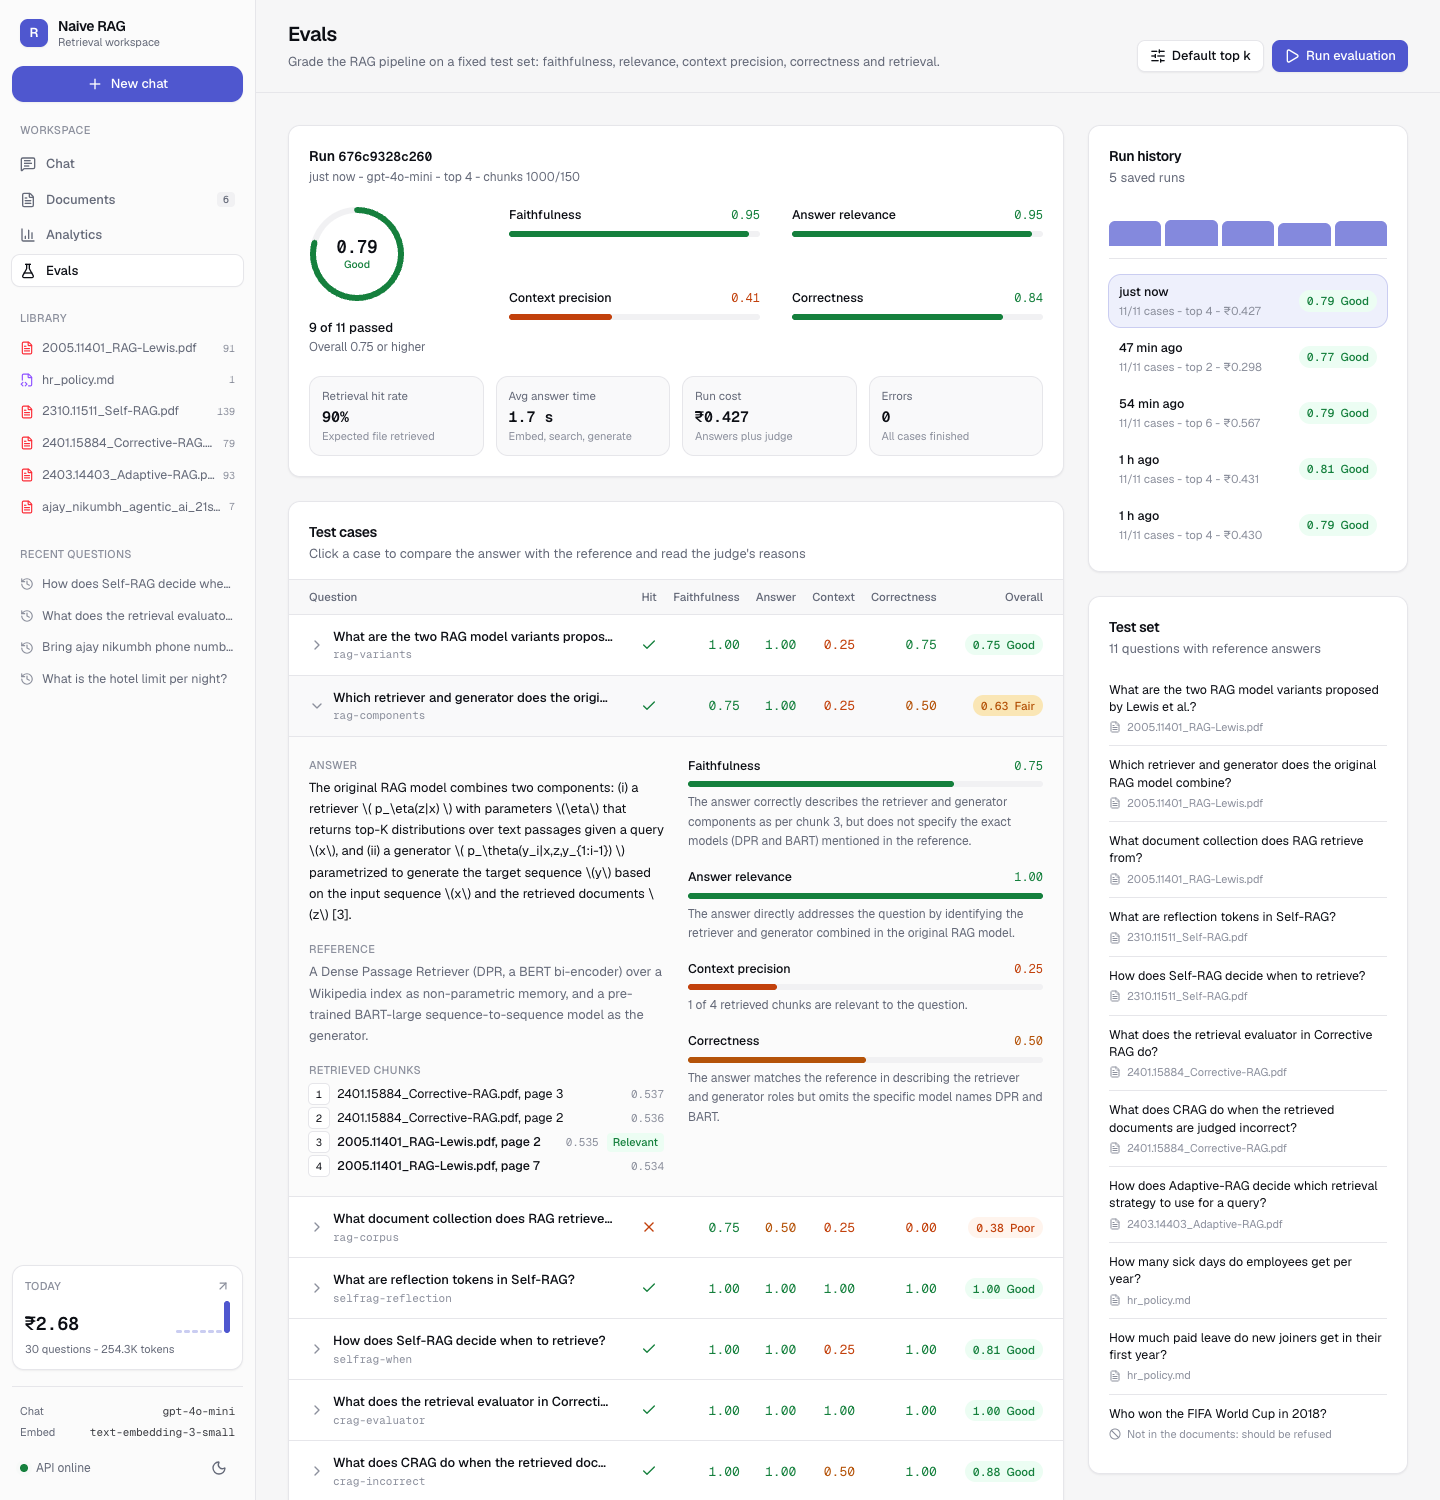 R
Naive RAG
Retrieval workspace
New chat
WORKSPACE
Chat
Documents 6
Analytics
Evals
LIBRARY
2005.11401_RAG-Lewis.pdf 91
hr_policy.md 1
2310.11511_Self-RAG.pdf 139
2401.15884_Corrective-RAG.... 79
2403.14403_Adaptive-RAG.p... 93
ajay_nikumbh_agentic_ai_21s... 7
RECENT QUESTIONS
How does Self-RAG decide whe...
What does the retrieval evaluato...
Bring ajay nikumbh phone numb...
What is the hotel limit per night?
TODAY
₹2.68
30 questions - 254.3K tokens
Chat gpt-4o-mini
Embed text-embedding-3-small
API online
Evals
Grade the RAG pipeline on a fixed test set: faithfulness, relevance, context precision, correctness and retrieval.
Default top k
Run evaluation
Run 676c9328c260
just now - gpt-4o-mini - top 4 - chunks 1000/150
0.79
Good
9 of 11 passed
Overall 0.75 or higher
Faithfulness 0.95
Answer relevance 0.95
Context precision 0.41
Correctness 0.84
Retrieval hit rate
90%
Expected file retrieved
Avg answer time
1.7 s
Embed, search, generate
Run cost
₹0.427
Answers plus judge
Errors
0
All cases finished
Test cases
Click a case to compare the answer with the reference and read the judge's reasons
Question Hit Faithfulness Answer Context Correctness Overall
What are the two RAG model variants propos... 1.00 1.00 0.25 0.75 0.75 Good
rag-variants
Which retriever and generator does the origi... 0.75 1.00 0.25 0.50 0.63 Fair
rag-components
ANSWER
The original RAG model combines two components: (i) a
retriever \( p_\eta(z|x) \) with parameters \(\eta\) that
returns top-K distributions over text passages given a query
\(x\), and (ii) a generator \( p_\theta(y_i|x,z,y_{1:i-1}) \)
parametrized to generate the target sequence \(y\) based
on the input sequence \(x\) and the retrieved documents \
(z\) [3].
REFERENCE
A Dense Passage Retriever (DPR, a BERT bi-encoder) over a
Wikipedia index as non-parametric memory, and a pre-
trained BART-large sequence-to-sequence model as the
generator.
RETRIEVED CHUNKS
1 2401.15884_Corrective-RAG.pdf, page 3 0.537
2 2401.15884_Corrective-RAG.pdf, page 2 0.536
3 2005.11401_RAG-Lewis.pdf, page 2 0.535 Relevant
4 2005.11401_RAG-Lewis.pdf, page 7 0.534
Faithfulness 0.75
The answer correctly describes the retriever and generator
components as per chunk 3, but does not specify the exact
models (DPR and BART) mentioned in the reference.
Answer relevance 1.00
The answer directly addresses the question by identifying the
retriever and generator combined in the original RAG model.
Context precision 0.25
1 of 4 retrieved chunks are relevant to the question.
Correctness 0.50
The answer matches the reference in describing the retriever
and generator roles but omits the specific model names DPR and
BART.
What document collection does RAG retrieve... 0.75 0.50 0.25 0.00 0.38 Poor
rag-corpus
What are reflection tokens in Self-RAG? 1.00 1.00 1.00 1.00 1.00 Good
selfrag-reflection
How does Self-RAG decide when to retrieve? 1.00 1.00 0.25 1.00 0.81 Good
selfrag-when
What does the retrieval evaluator in Correcti... 1.00 1.00 1.00 1.00 1.00 Good
crag-evaluator
What does CRAG do when the retrieved doc... 1.00 1.00 0.50 1.00 0.88 Good
crag-incorrect
Run history
5 saved runs
just now
11/11 cases - top 4 - ₹0.427
0.79 Good
47 min ago
11/11 cases - top 2 - ₹0.298
0.77 Good
54 min ago
11/11 cases - top 6 - ₹0.567
0.79 Good
1 h ago
11/11 cases - top 4 - ₹0.431
0.81 Good
1 h ago
11/11 cases - top 4 - ₹0.430
0.79 Good
Test set
11 questions with reference answers
What are the two RAG model variants proposed
by Lewis et al.?
2005.11401_RAG-Lewis.pdf
Which retriever and generator does the original
RAG model combine?
2005.11401_RAG-Lewis.pdf
What document collection does RAG retrieve
from?
2005.11401_RAG-Lewis.pdf
What are reflection tokens in Self-RAG?
2310.11511_Self-RAG.pdf
How does Self-RAG decide when to retrieve?
2310.11511_Self-RAG.pdf
What does the retrieval evaluator in Corrective
RAG do?
2401.15884_Corrective-RAG.pdf
What does CRAG do when the retrieved
documents are judged incorrect?
2401.15884_Corrective-RAG.pdf
How does Adaptive-RAG decide which retrieval
strategy to use for a query?
2403.14403_Adaptive-RAG.pdf
How many sick days do employees get per
year?
hr_policy.md
How much paid leave do new joiners get in their
first year?
hr_policy.md
Who won the FIFA World Cup in 2018?
Not in the documents: should be refused